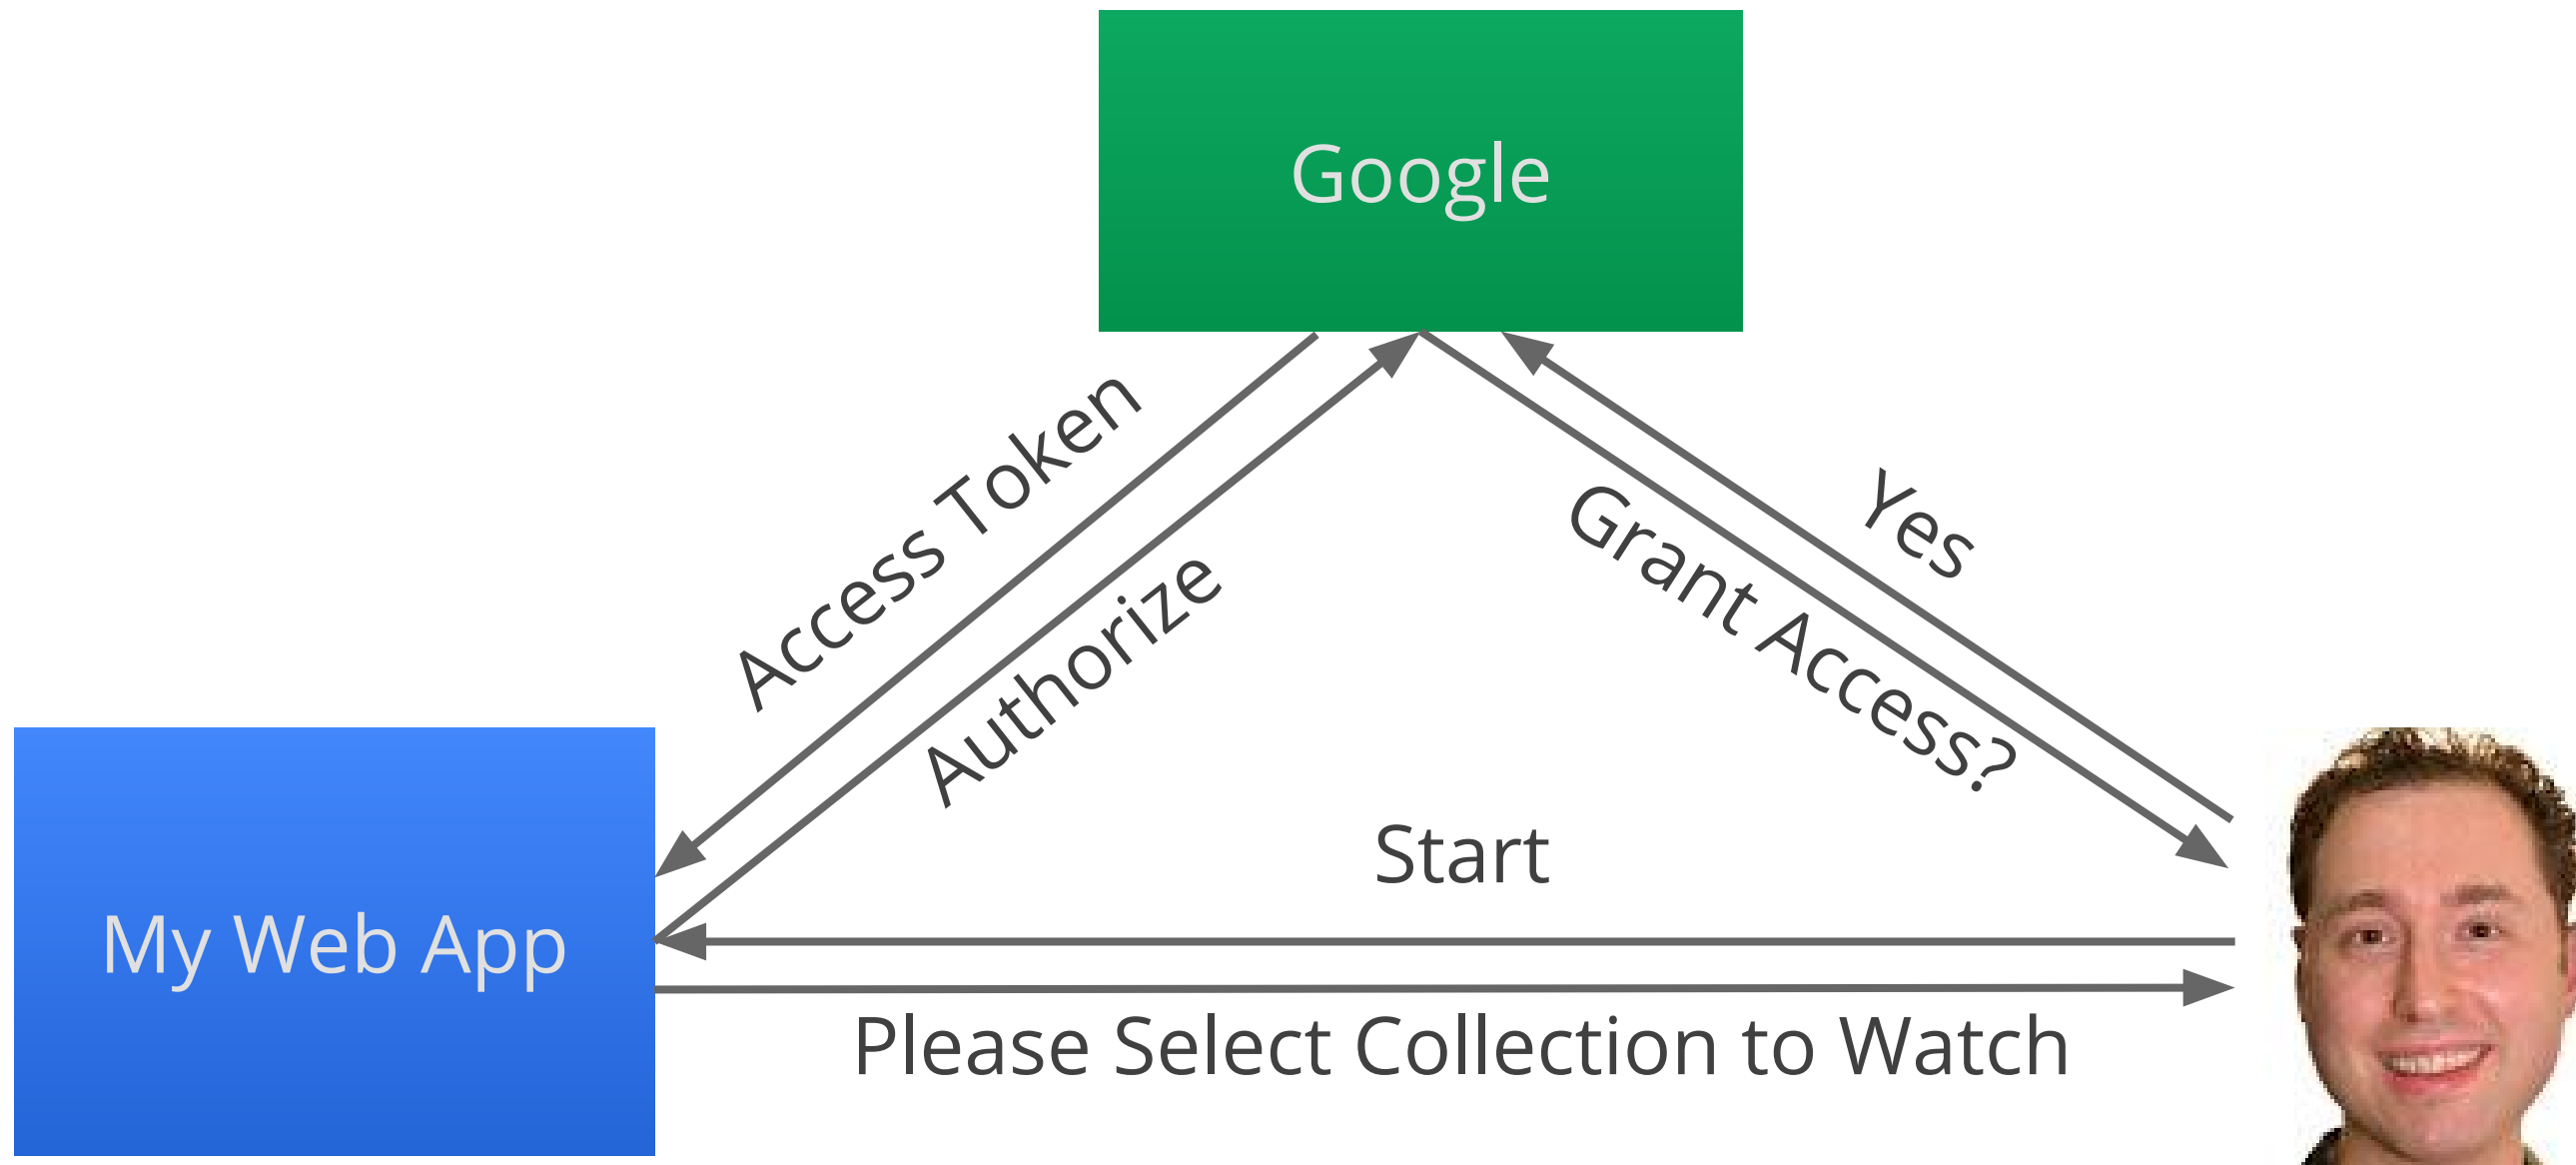 Google
Access Token
Authorize
Yes
Grant Access?
Start
My Web App
Please Select Collection to Watch